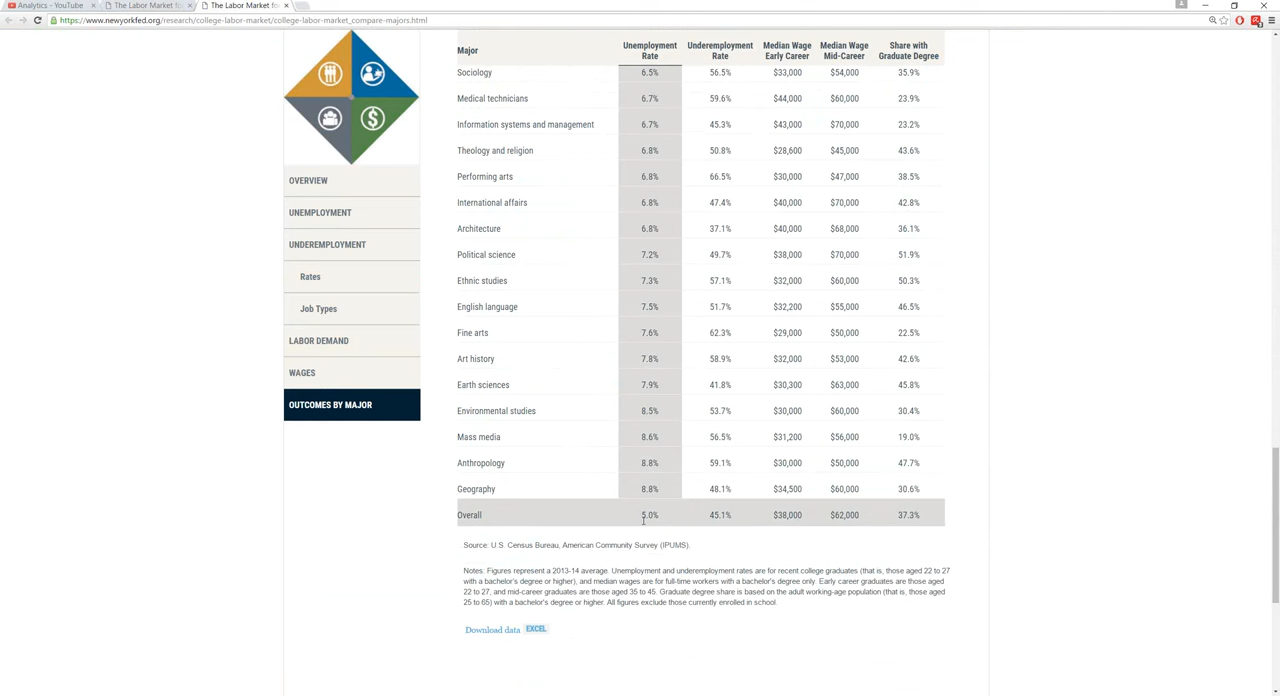 Analytics - YouTube
The Labor Market fo
The Labor Market fo
https://www.newyorkfed.org/research/college-labor-market/college-labor-market_compare-majors.html
OVERVIEW
UNEMPLOYMENT
UNDEREMPLOYMENT
Rates
Job Types
LABOR DEMAND
WAGES
OUTCOMES BY MAJOR
Major Unemployment Rate Underemployment Rate Median Wage Early Career Median Wage Mid-Career Share with Graduate Degree
Sociology 6.5% 56.5% $33,000 $54,000 35.9%
Medical technicians 6.7% 59.6% $44,000 $60,000 23.9%
Information systems and management 6.7% 45.3% $43,000 $70,000 23.2%
Theology and religion 6.8% 50.8% $28,600 $45,000 43.6%
Performing arts 6.8% 66.5% $30,000 $47,000 38.5%
International affairs 6.8% 47.4% $40,000 $70,000 42.8%
Architecture 6.8% 37.1% $40,000 $68,000 36.1%
Political science 7.2% 49.7% $38,000 $70,000 51.9%
Ethnic studies 7.3% 57.1% $32,000 $60,000 50.3%
English language 7.5% 51.7% $32,200 $55,000 46.5%
Fine arts 7.6% 62.3% $29,000 $50,000 22.5%
Art history 7.8% 58.9% $32,000 $53,000 42.6%
Earth sciences 7.9% 41.8% $30,300 $63,000 45.8%
Environmental studies 8.5% 53.7% $30,000 $60,000 30.4%
Mass media 8.6% 56.5% $31,200 $56,000 19.0%
Anthropology 8.8% 59.1% $30,000 $50,000 47.7%
Geography 8.8% 48.1% $34,500 $60,000 30.6%
Overall 5.0% 45.1% $38,000 $62,000 37.3%
Source: U.S. Census Bureau, American Community Survey (IPUMS).
Notes: Figures represent a 2013-14 average. Unemployment and underemployment rates are for recent college graduates (that is, those aged 22 to 27
with a bachelor's degree or higher), and median wages are for full-time workers with a bachelor's degree only. Early career graduates are those aged
22 to 27, and mid-career graduates are those aged 35 to 45. Graduate degree share is based on the adult working-age population (that is, those aged
25 to 65) with a bachelor's degree or higher. All figures exclude those currently enrolled in school.
Download data EXCEL